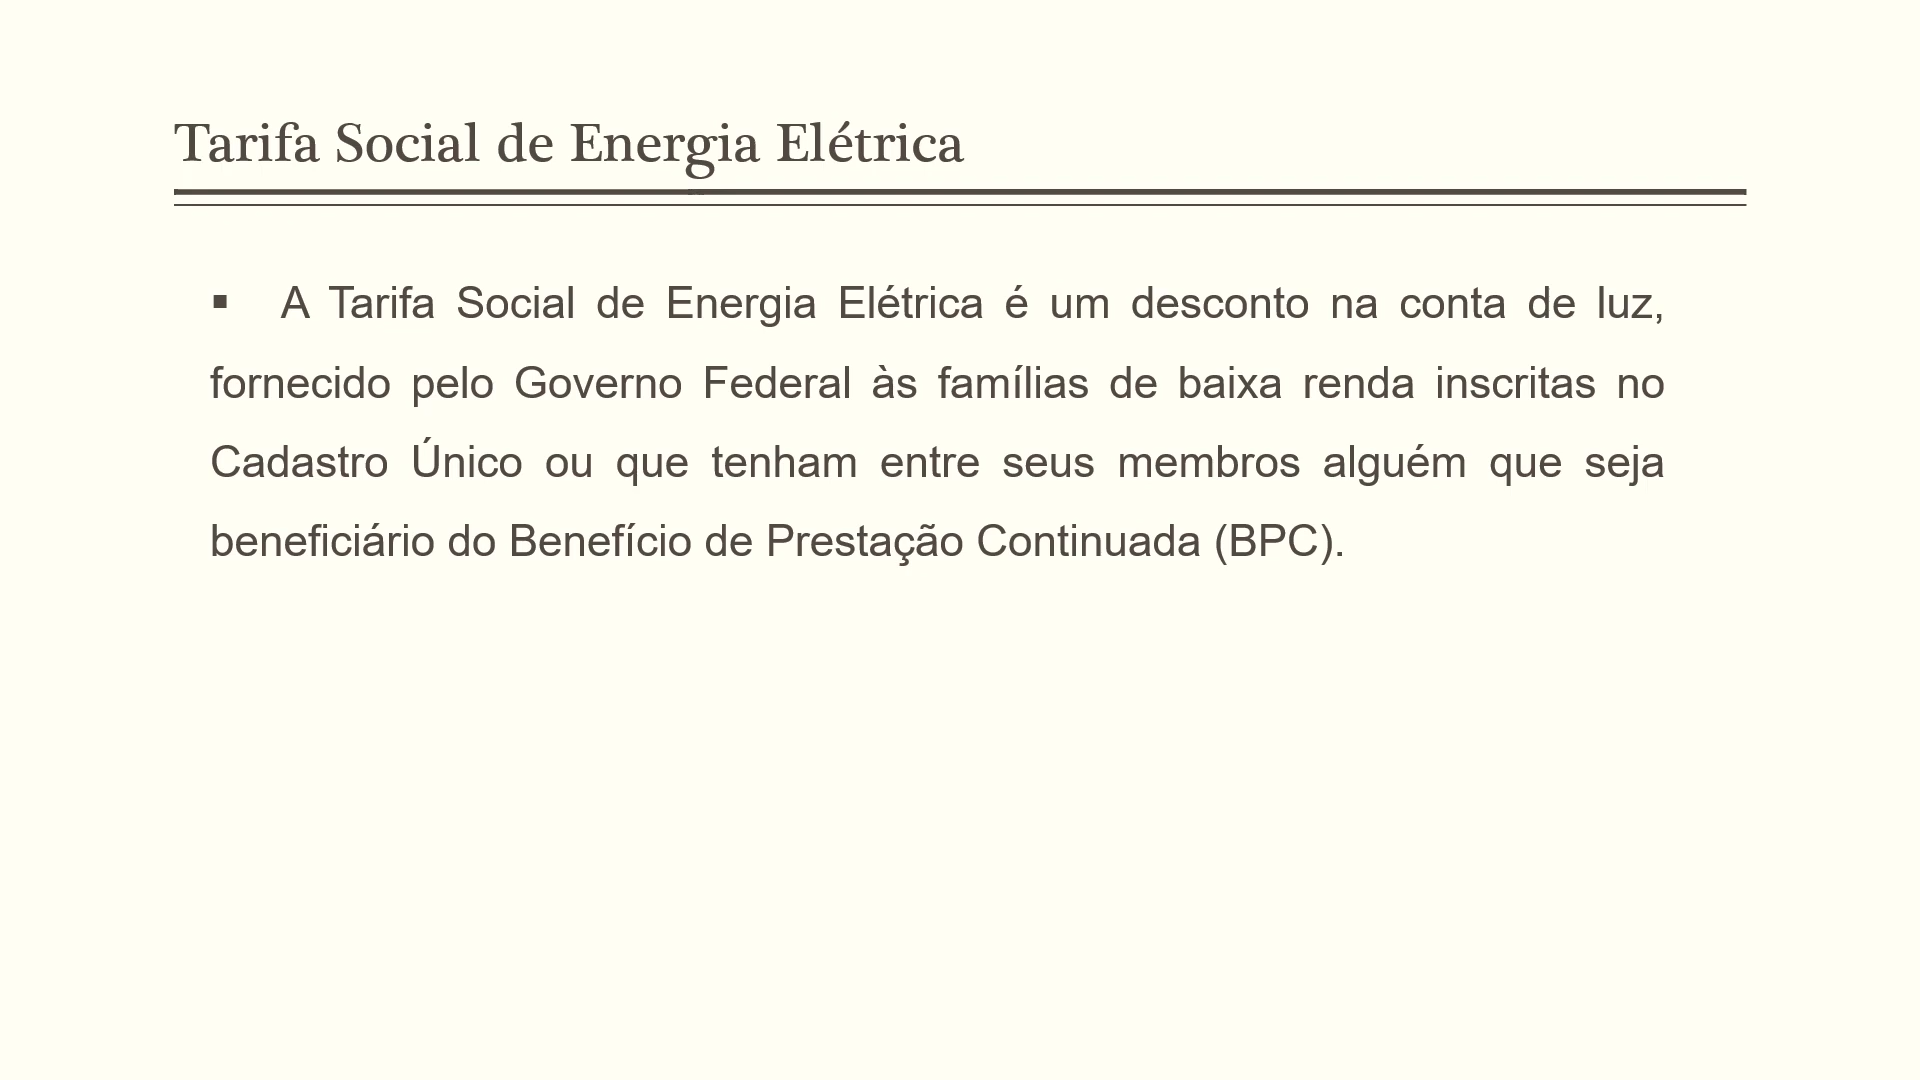 Tarifa Social de Energia Elétrica
▪ A Tarifa Social de Energia Elétrica é um desconto na conta de luz,
fornecido pelo Governo Federal às famílias de baixa renda inscritas no
Cadastro Único ou que tenham entre seus membros alguém que seja
beneficiário do Benefício de Prestação Continuada (BPC).